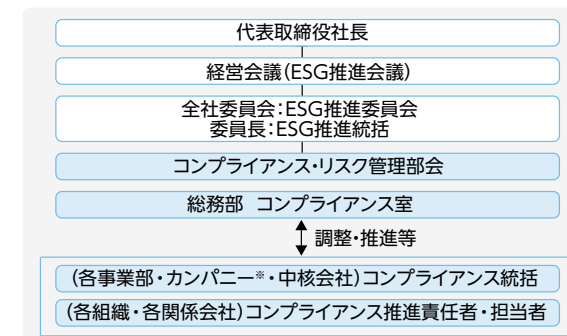 代表取締役社長
経営会議(ESG推進会議)
全社委員会:ESG推進委員会
委員長:ESG推進統括
コンプライアンス・リスク管理部会
総務部 コンプライアンス室
調整・推進等
(各事業部・カンパニー※・中核会社)コンプライアンス統括
(各組織・各関係会社)コンプライアンス推進責任者・担当者